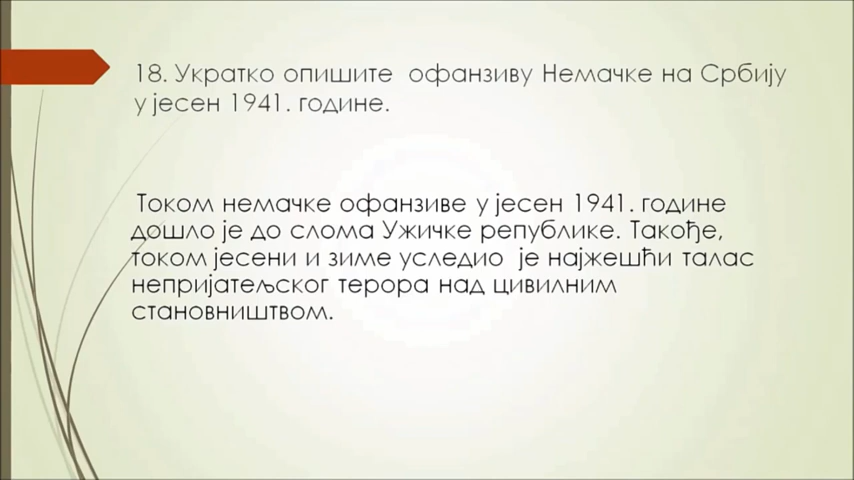 18. Укратко опишите офанзиву Немачке на Србију
у јесен 1941. године.
Током немачке офанзиве у јесен 1941. године
дошло је до слома Ужичке републике. Такође,
током јесени и зиме уследио је најжешћи талас
непријатељског терора над цивилним
становништвом.